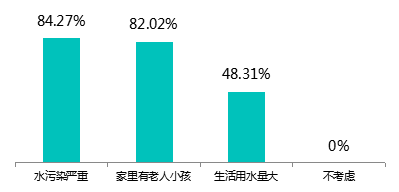 84.27%
82.02%
48.31%
0%
水污染严重
家里有老人小孩
生活用水量大
不考虑